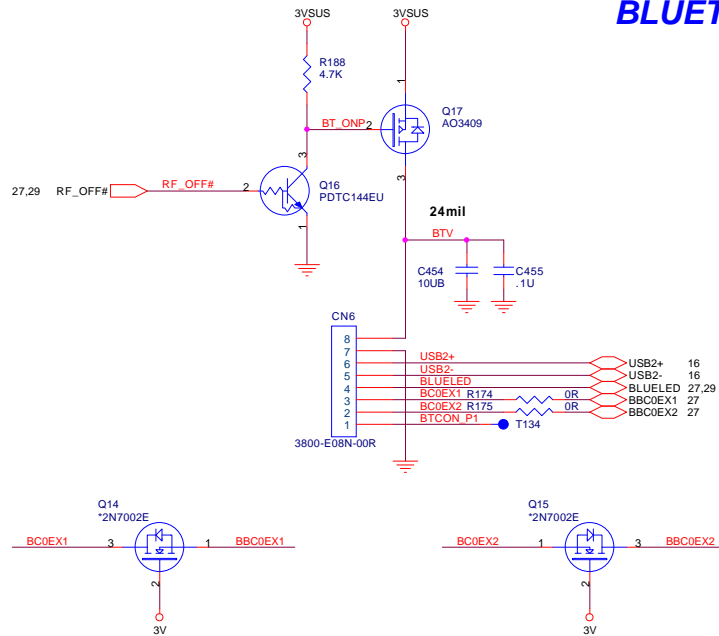 BLUET
3VSUS
3VSUS
R188
4.7K
1
Q17
AO3409
BT_ONP
2
3
3
27,29 RF_OFF#
RF_OFF#
2
Q16
PDTC144EU
1
24mil
BTV
C454
10UB
C455
.1U
CN6
8
7
6 USB2+ USB2+ 16
5 USB2- USB2- 16
4 BLUELED BLUELED 27,29
3 BC0EX1 R174 0R BBC0EX1 27
2 BC0EX2 R175 0R BBC0EX2 27
1 BTCON_P1 T134
3800-E08N-00R
Q14
*2N7002E
BC0EX1 3 1 BBC0EX1
2
3V
Q15
*2N7002E
BC0EX2 1 3 BBC0EX2
2
3V